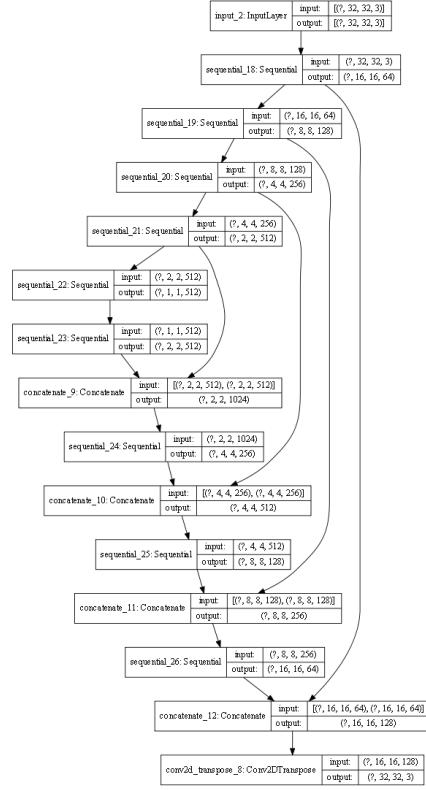 input_2: InputLayer
input:
[(?, 32, 32, 3)]
output:
[(?, 32, 32, 3)]
sequential_18: Sequential
input:
(?, 32, 32, 3)
output:
(?, 16, 16, 64)
sequential_19: Sequential
input:
(?, 16, 16, 64)
output:
(?, 8, 8, 128)
sequential_20: Sequential
input:
(?, 8, 8, 128)
output:
(?, 4, 4, 256)
sequential_21: Sequential
input:
(?, 4, 4, 256)
output:
(?, 2, 2, 512)
sequential_22: Sequential
input:
(?, 2, 2, 512)
output:
(?, 1, 1, 512)
sequential_23: Sequential
input:
(?, 1, 1, 512)
output:
(?, 2, 2, 512)
concatenate_9: Concatenate
input:
[(?, 2, 2, 512), (?, 2, 2, 512)]
output:
(?, 2, 2, 1024)
sequential_24: Sequential
input:
(?, 2, 2, 1024)
output:
(?, 4, 4, 256)
concatenate_10: Concatenate
input:
[(?, 4, 4, 256), (?, 4, 4, 256)]
output:
(?, 4, 4, 512)
sequential_25: Sequential
input:
(?, 4, 4, 512)
output:
(?, 8, 8, 128)
concatenate_11: Concatenate
input:
[(?, 8, 8, 128), (?, 8, 8, 128)]
output:
(?, 8, 8, 256)
sequential_26: Sequential
input:
(?, 8, 8, 256)
output:
(?, 16, 16, 64)
concatenate_12: Concatenate
input:
[(?, 16, 16, 64), (?, 16, 16, 64)]
output:
(?, 16, 16, 128)
conv2d_transpose_8: Conv2DTranspose
input:
(?, 16, 16, 128)
output:
(?, 32, 32, 3)